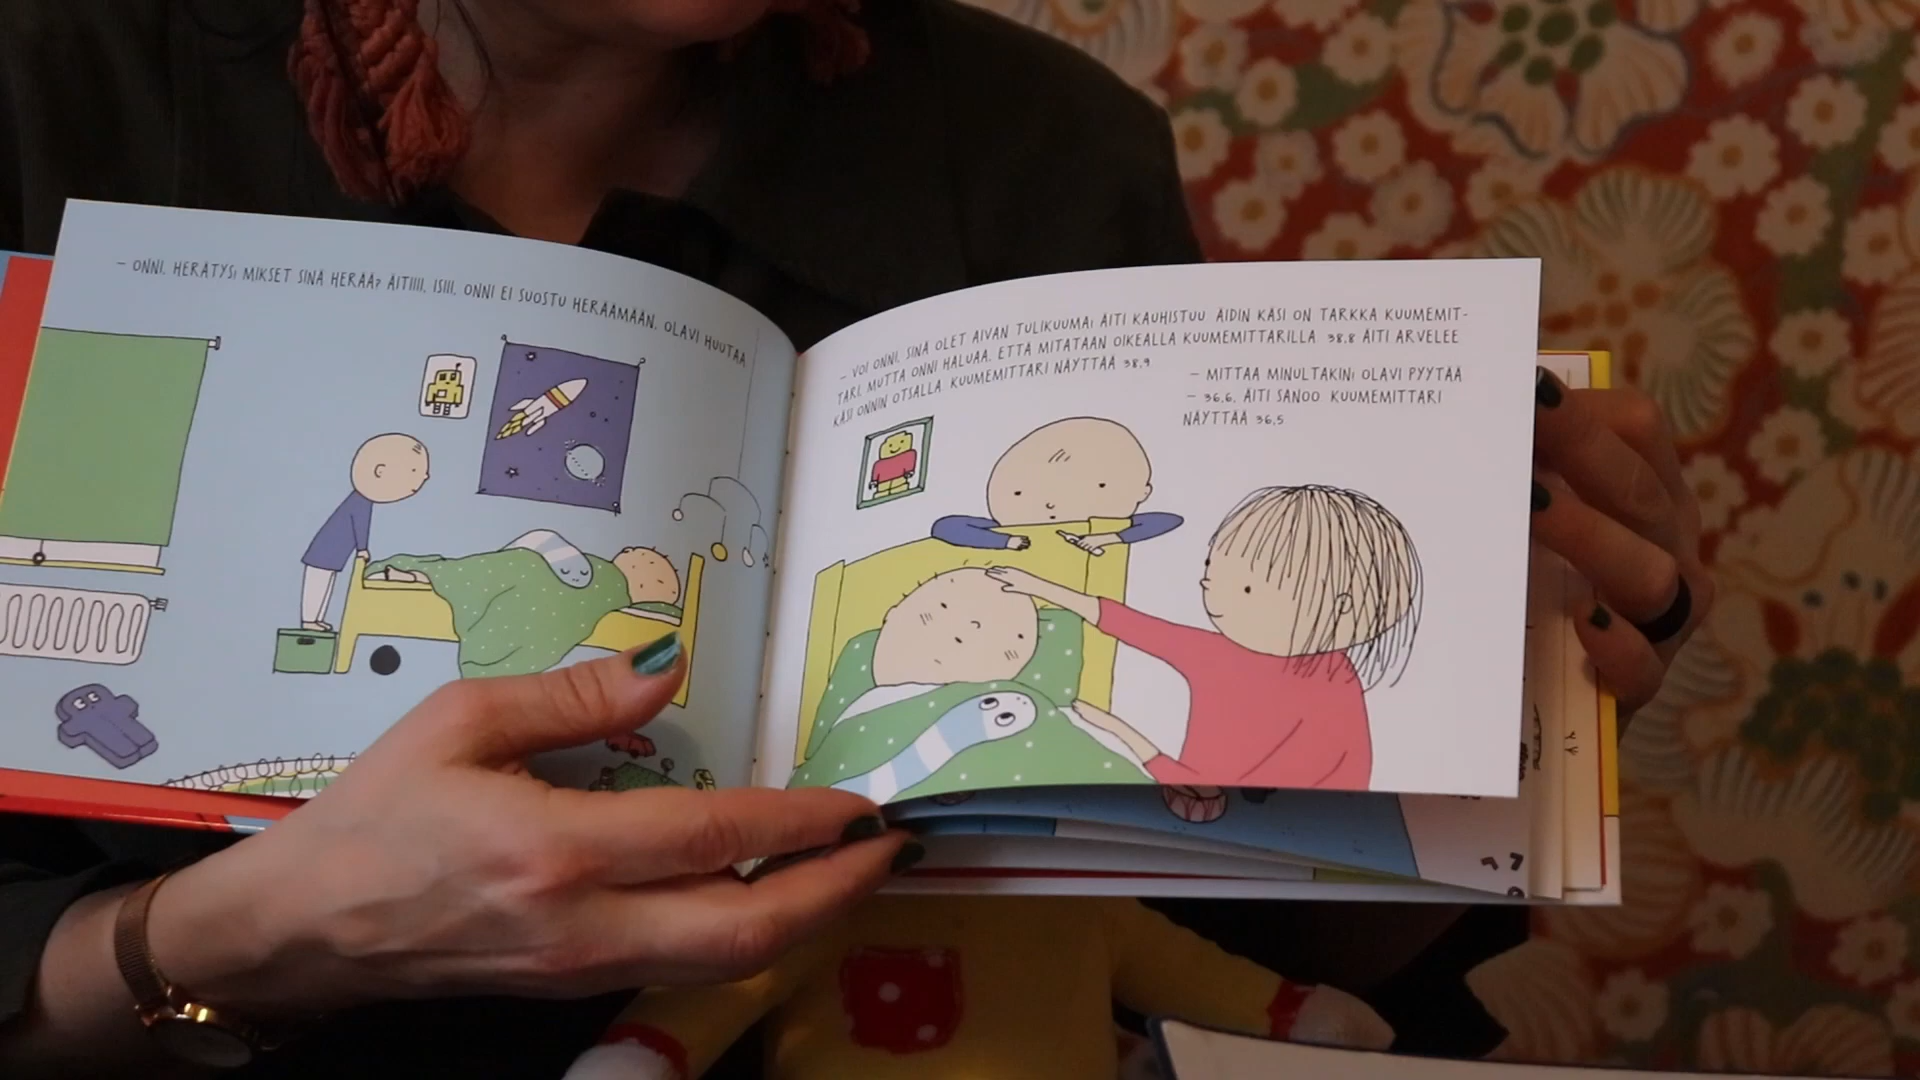 – ONNI, HERÄTYS! MIKSET SINÄ HERÄÄ? ÄITIIII, ISIII, ONNI EI SUOSTU HERÄÄMÄÄN, OLAVI HUUTAA
– VOI ONNI, SINÄ OLET AIVAN TULIKUUMA! ÄITI KAUHISTUU. ÄIDIN KÄSI ON TARKKA KUUMEMIT-
TARI, MUTTA ONNI HALUAA, ETTÄ MITATAAN OIKEALLA KUUMEMITTARILLA. 38,8 ÄITI ARVELEE
KÄSI ONNIN OTSALLA. KUUMEMITTARI NÄYTTÄÄ 38,9
– MITTAA MINULTAKIN! OLAVI PYYTÄÄ
– 36,6, ÄITI SANOO. KUUMEMITTARI
NÄYTTÄÄ 36,5